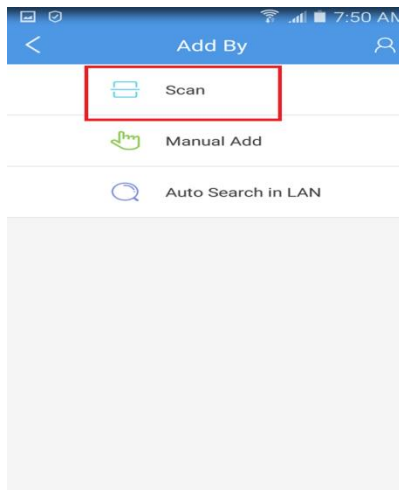 7:50 AM
Add By
Scan
Manual Add
Auto Search in LAN